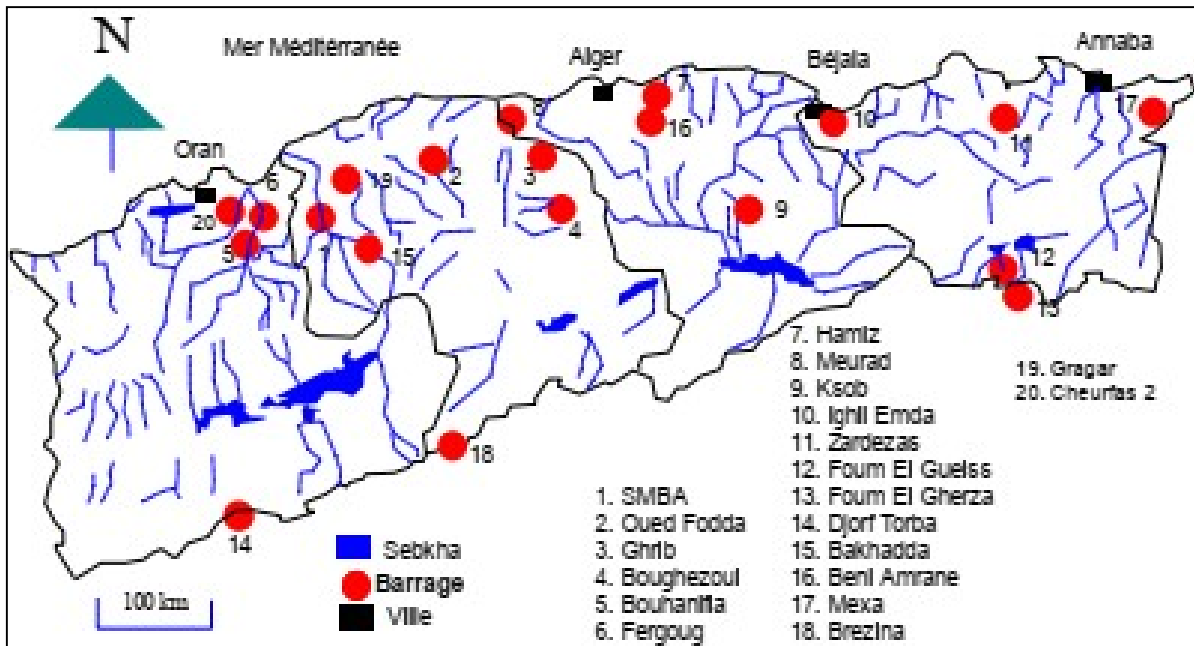 N
Mer Méditérranée
Alger
Béjaïa
Annaba
Oran
7
8
16
10
11
17
6
19
2
3
20
4
9
5
1
15
12
13
18
14
7. Hamiz
8. Meurad
9. Ksob
10. Ighil Emda
11. Zardezas
12. Foum El Gueiss
13. Foum El Gherza
14. Djorf Torba
15. Bakhadda
16. Beni Amrane
17. Mexa
18. Brezina
19. Gragar
20. Cheurfas 2
1. SMBA
2. Oued Fodda
3. Ghrib
4. Boughezoul
5. Bouhanifia
6. Fergoug
Sebkha
Barrage
Ville
100 km